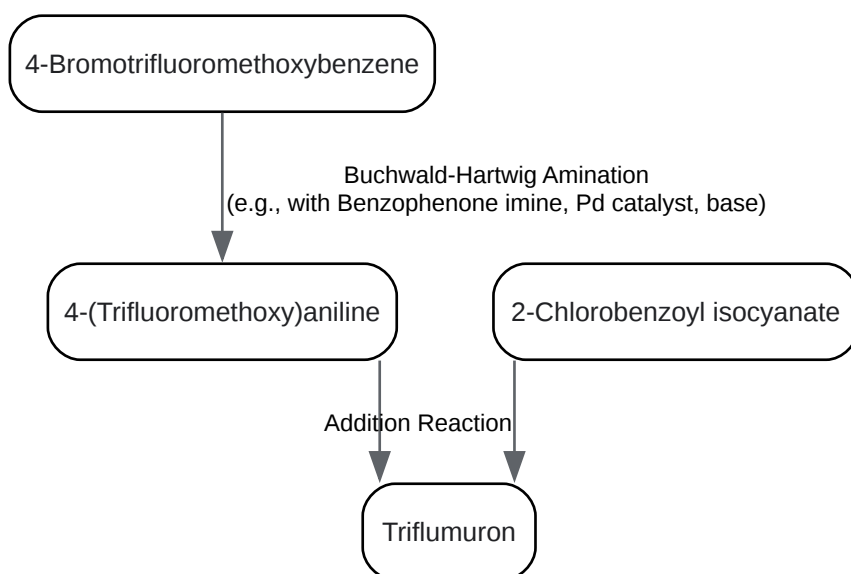 4-Bromotrifluoromethoxybenzene
Buchwald-Hartwig Amination
(e.g., with Benzophenone imine, Pd catalyst, base)
4-(Trifluoromethoxy)aniline
2-Chlorobenzoyl isocyanate
Addition Reaction
Triflumuron